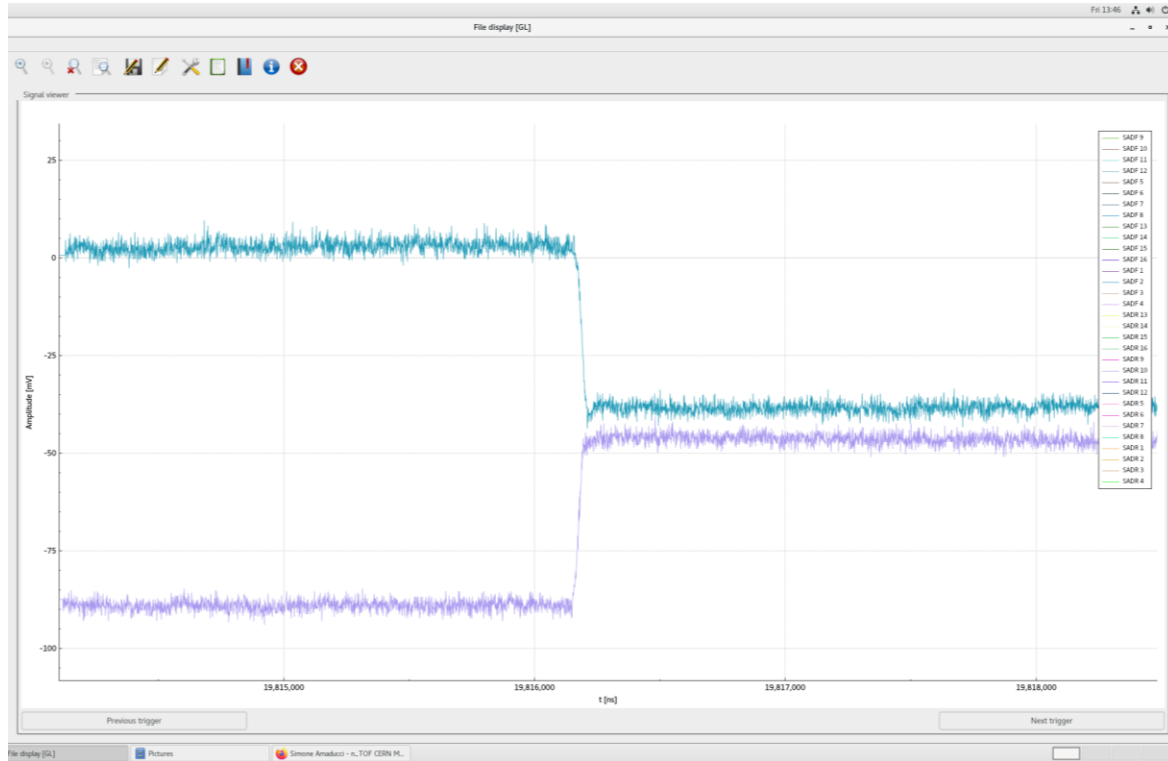 Fri 13:46
File display [GL]
Signal viewer
25
0
-25
-50
-75
-100
Amplitude [mV]
19,815,000
19,816,000
19,817,000
19,818,000
t [ns]
SADF 9
SADF 10
SADF 11
SADF 12
SADF 5
SADF 6
SADF 7
SADF 8
SADF 13
SADF 14
SADF 15
SADF 16
SADF 1
SADF 2
SADF 3
SADF 4
SADR 13
SADR 14
SADR 15
SADR 16
SADR 9
SADR 10
SADR 11
SADR 12
SADR 5
SADR 6
SADR 7
SADR 8
SADR 1
SADR 2
SADR 3
SADR 4
Previous trigger
Next trigger
File display [GL]
Pictures
Simone Amaducci - n_TOF CERN M...